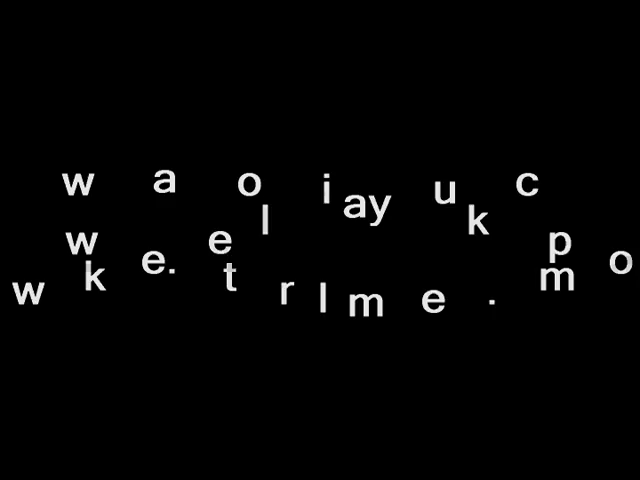 w a o i ay u c
l k
w e. e p o
k t m
w r l m e .